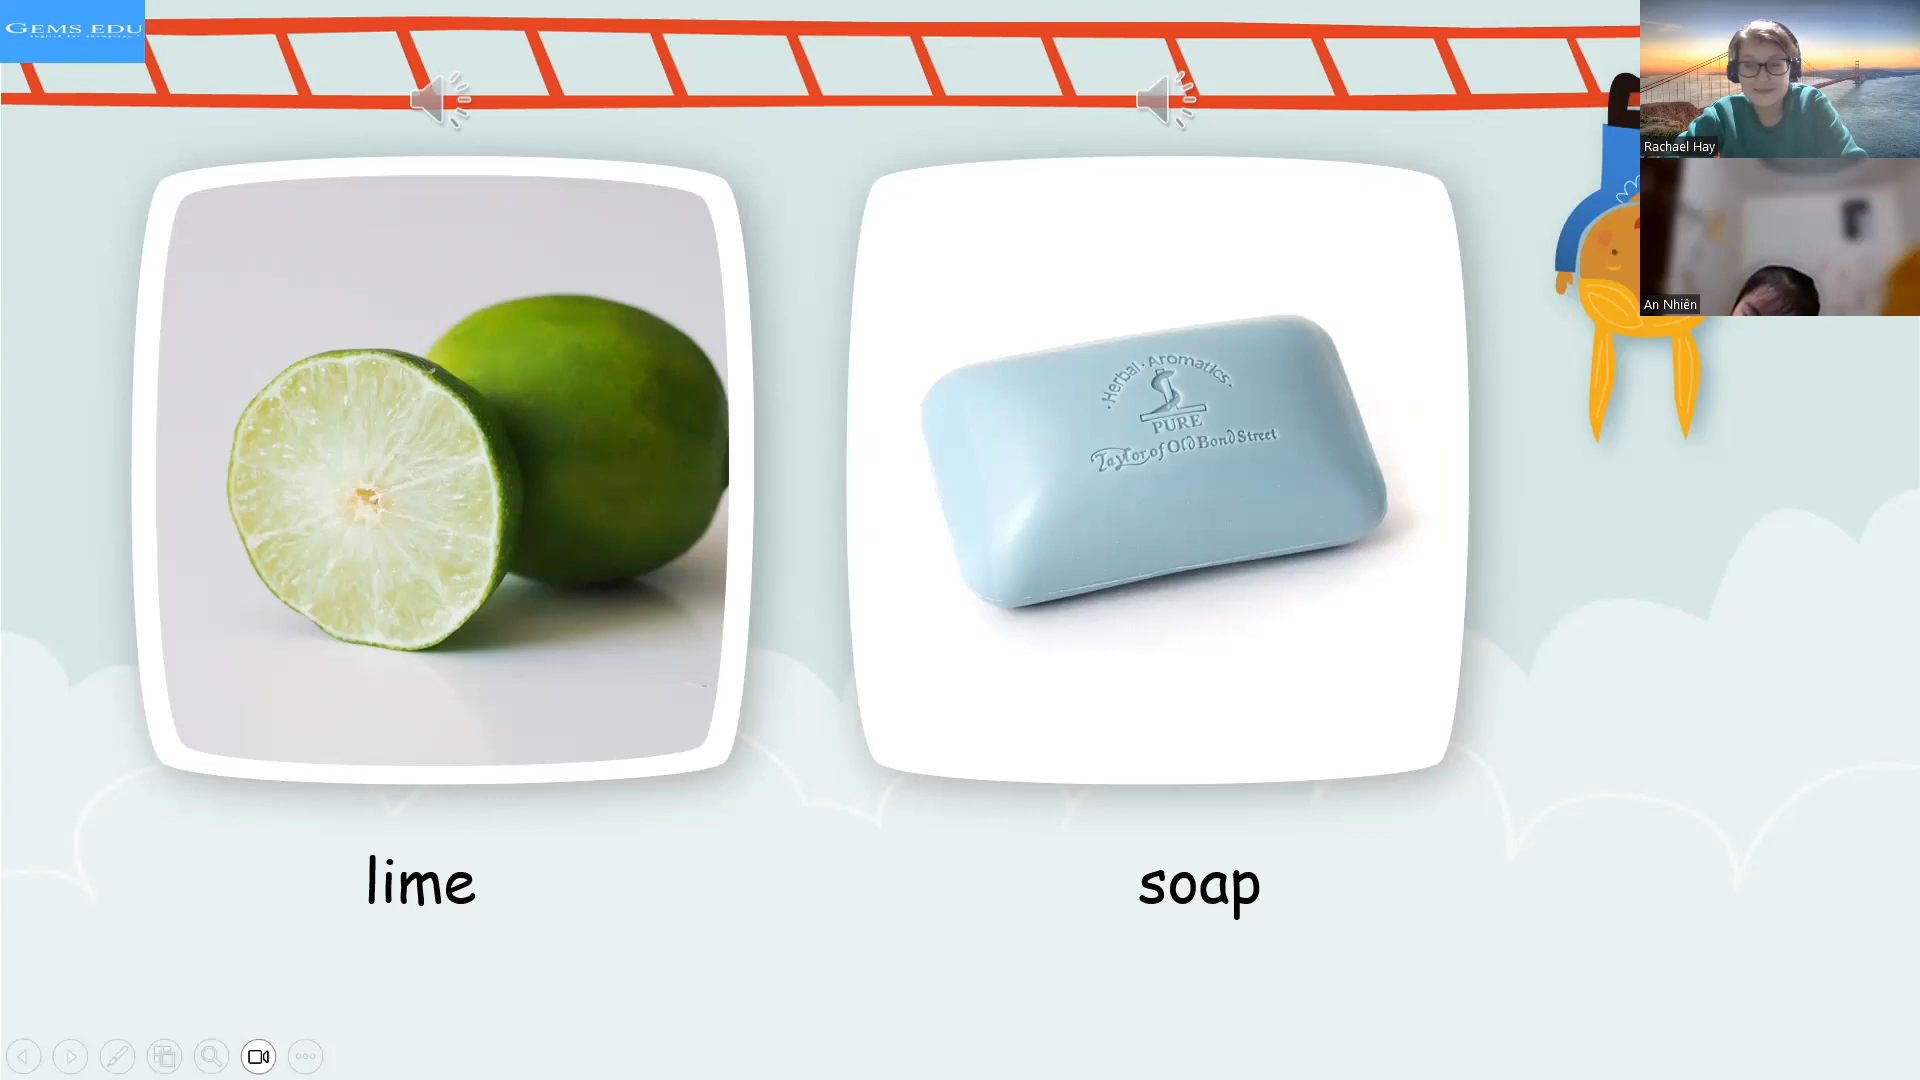 GEMS EDU
Rachael Hay
An Nhiên
Herbal · Aromatics
PURE
Taylor of Old Bond Street
lime
soap